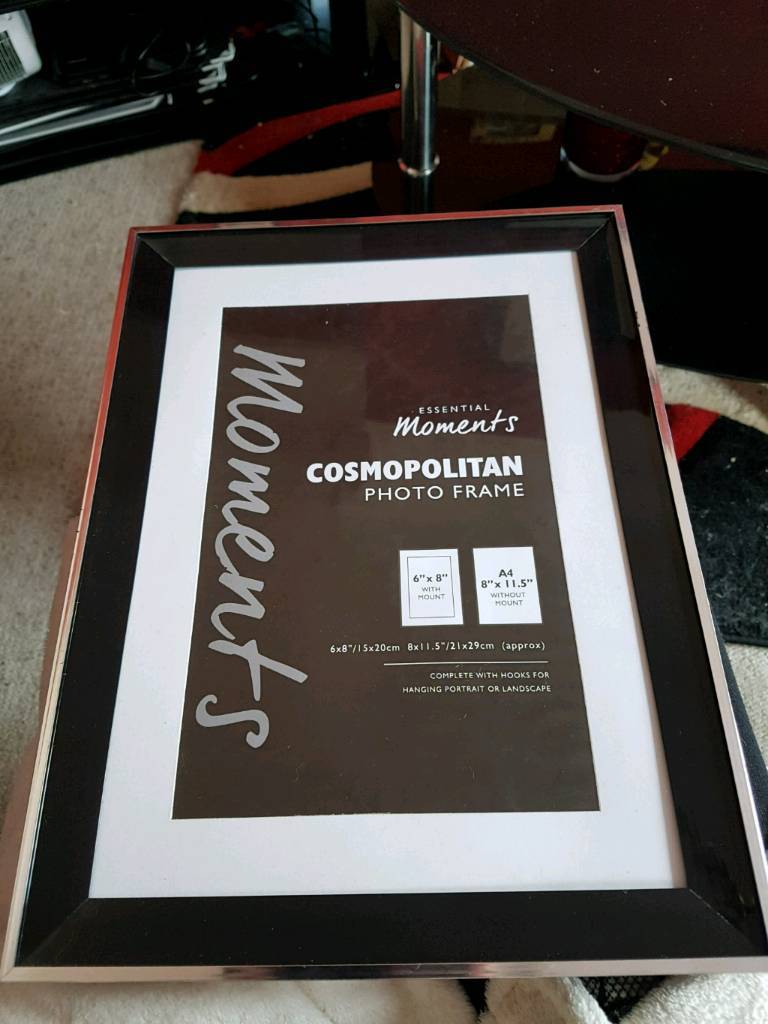 Moments
ESSENTIAL
Moments
COSMOPOLITAN
PHOTO FRAME
6" x 8"
WITH
MOUNT
A4
8" x 11.5"
WITHOUT
MOUNT
6x8"/15x20cm 8x11.5"/21x29cm (approx)
COMPLETE WITH HOOKS FOR
HANGING PORTRAIT OR LANDSCAPE